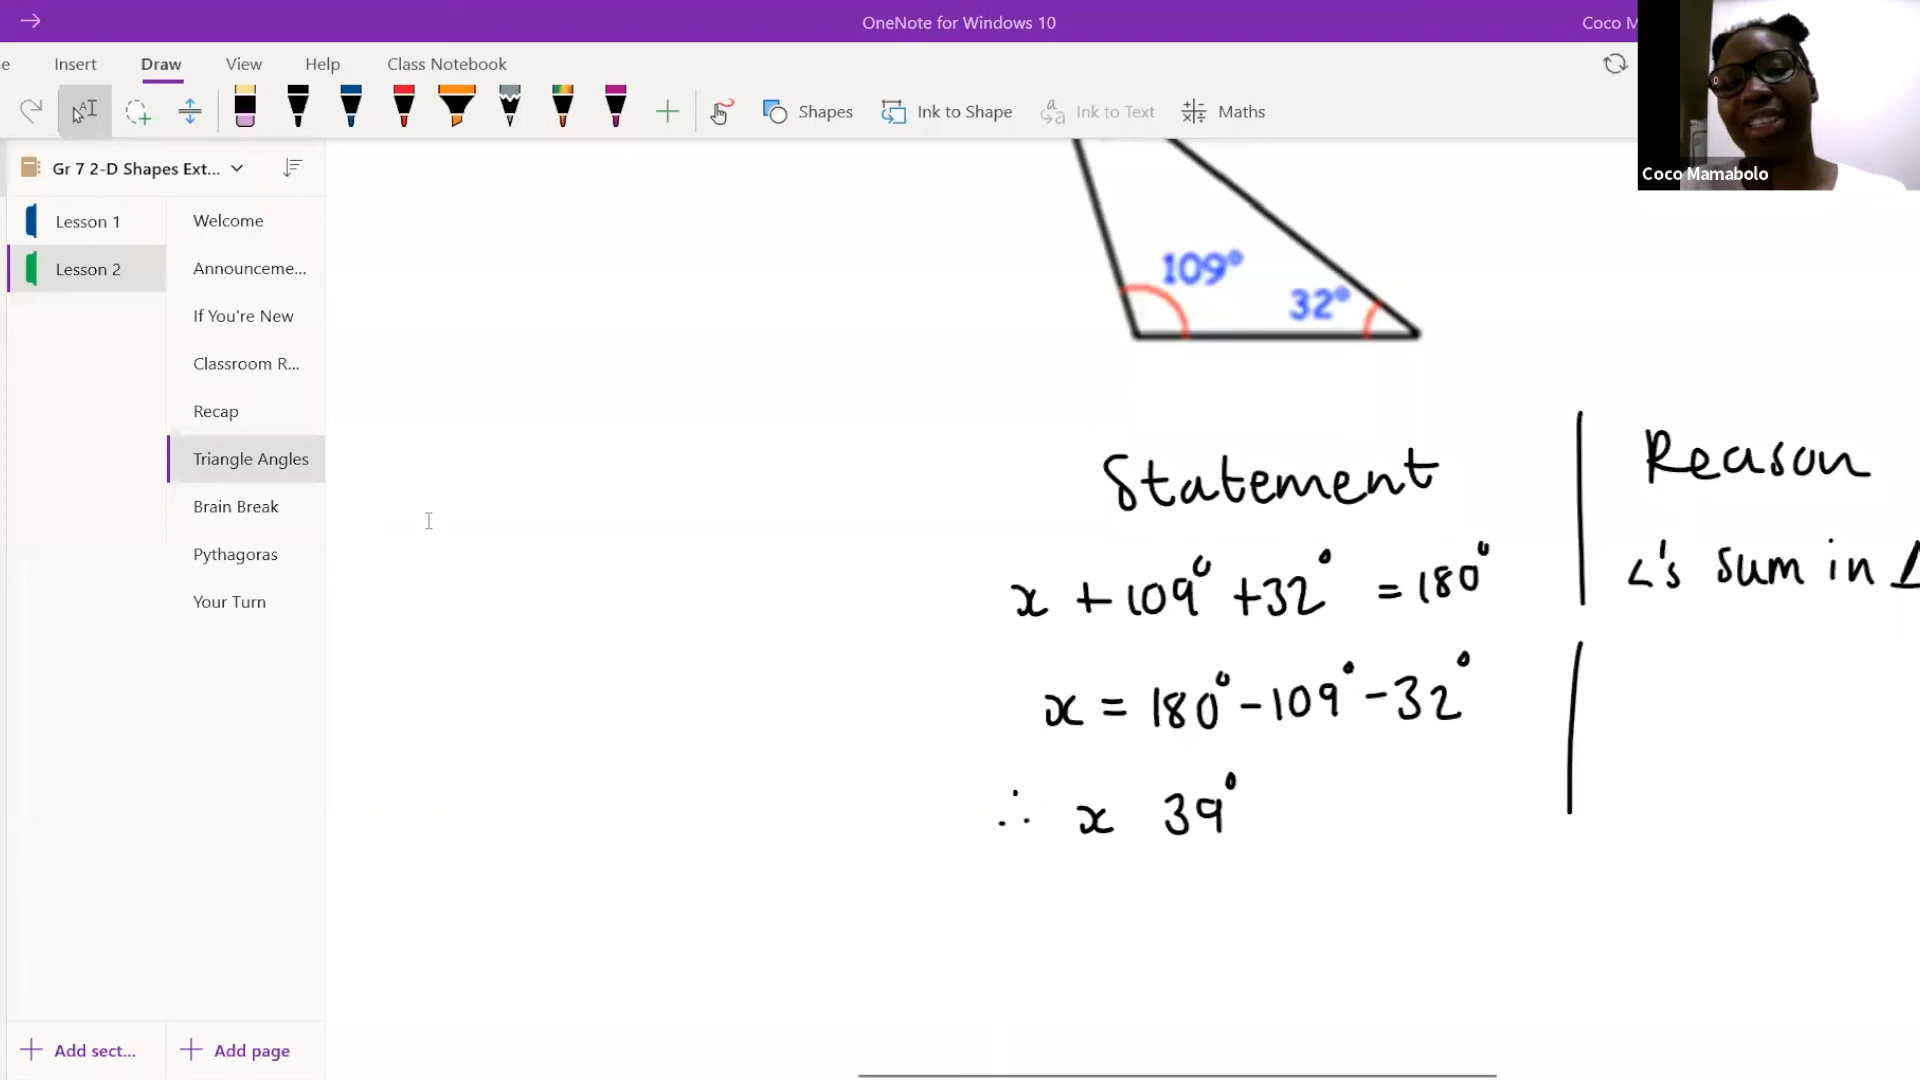 OneNote for Windows 10
Coco M
e Insert Draw View Help Class Notebook
Shapes Ink to Shape Ink to Text Maths
Coco Mamabolo
Gr 7 2-D Shapes Ext...
Lesson 1
Lesson 2
Welcome
Announceme...
If You're New
Classroom R...
Recap
Triangle Angles
Brain Break
Pythagoras
Your Turn
109°
32°
Statement
x + 109° + 32° = 180°
x = 180° - 109° - 32°
∴ x 39°
Reason
∠'s sum in Δ
Add sect...
Add page